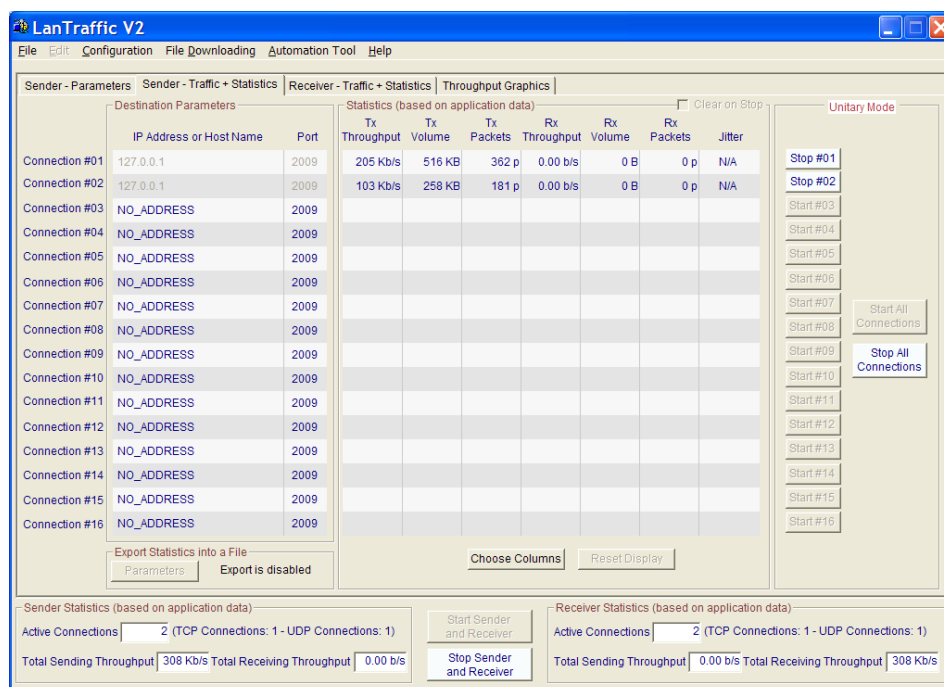 LanTraffic V2
File Edit Configuration File Downloading Automation Tool Help
Sender - Parameters Sender - Traffic + Statistics Receiver - Traffic + Statistics Throughput Graphics
Destination Parameters Statistics (based on application data) Clear on Stop Unitary Mode
IP Address or Host Name Port Tx Throughput Tx Volume Tx Packets Rx Throughput Rx Volume Rx Packets Jitter
Connection #01 127.0.0.1 2009 205 Kb/s 516 KB 362 p 0.00 b/s 0 B 0 p N/A Stop #01
Connection #02 127.0.0.1 2009 103 Kb/s 258 KB 181 p 0.00 b/s 0 B 0 p N/A Stop #02
Connection #03 NO_ADDRESS 2009 Start #03
Connection #04 NO_ADDRESS 2009 Start #04
Connection #05 NO_ADDRESS 2009 Start #05
Connection #06 NO_ADDRESS 2009 Start #06
Connection #07 NO_ADDRESS 2009 Start #07
Connection #08 NO_ADDRESS 2009 Start #08
Start All Connections
Connection #09 NO_ADDRESS 2009 Start #09
Connection #10 NO_ADDRESS 2009 Start #10
Stop All Connections
Connection #11 NO_ADDRESS 2009 Start #11
Connection #12 NO_ADDRESS 2009 Start #12
Connection #13 NO_ADDRESS 2009 Start #13
Connection #14 NO_ADDRESS 2009 Start #14
Connection #15 NO_ADDRESS 2009 Start #15
Connection #16 NO_ADDRESS 2009 Start #16
Export Statistics into a File
Parameters Export is disabled Choose Columns Reset Display
Sender Statistics (based on application data)
Active Connections 2 (TCP Connections: 1 - UDP Connections: 1)
Total Sending Throughput 308 Kb/s Total Receiving Throughput 0.00 b/s
Start Sender and Receiver
Stop Sender and Receiver
Receiver Statistics (based on application data)
Active Connections 2 (TCP Connections: 1 - UDP Connections: 1)
Total Sending Throughput 0.00 b/s Total Receiving Throughput 308 Kb/s